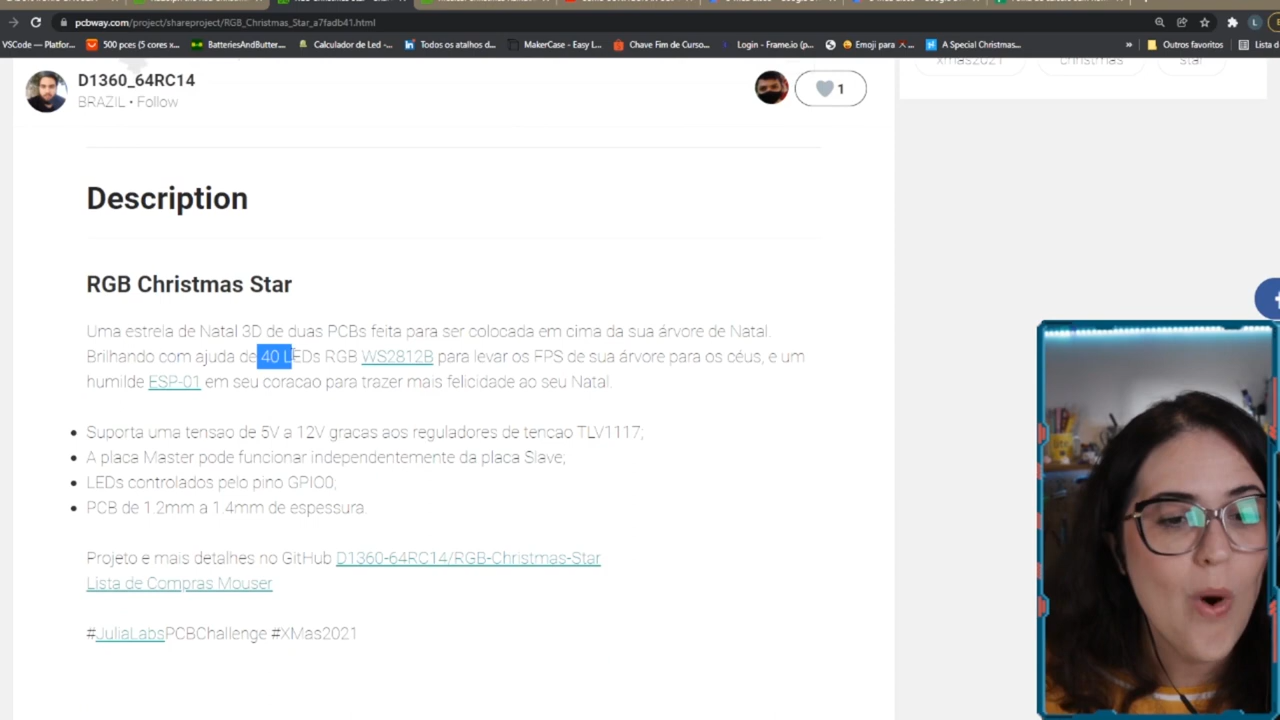 pcbway.com/project/shareproject/RGB_Christmas_Star_a7fadb41.html
VSCode — Platfor... 500 pces (5 cores x... BatteriesAndButter... Calculador de Led -... Todos os atalhos d... MakerCase - Easy L... Chave Fim de Curso... Login - Frame.io (p... Emoji para A Special Christmas... » Outros favoritos Lista d
D1360_64RC14
BRAZIL • Follow
1
xmas2021 christmas star
Description
RGB Christmas Star
Uma estrela de Natal 3D de duas PCBs feita para ser colocada em cima da sua árvore de Natal.
Brilhando com ajuda de 40 LEDs RGB WS2812B para levar os FPS de sua árvore para os céus, e um
humilde ESP-01 em seu coracao para trazer mais felicidade ao seu Natal.
• Suporta uma tensao de 5V a 12V gracas aos reguladores de tencao TLV1117;
• A placa Master pode funcionar independentemente da placa Slave;
• LEDs controlados pelo pino GPIO0;
• PCB de 1.2mm a 1.4mm de espessura.
Projeto e mais detalhes no GitHub D1360-64RC14/RGB-Christmas-Star
Lista de Compras Mouser
#JuliaLabsPCBChallenge #XMas2021